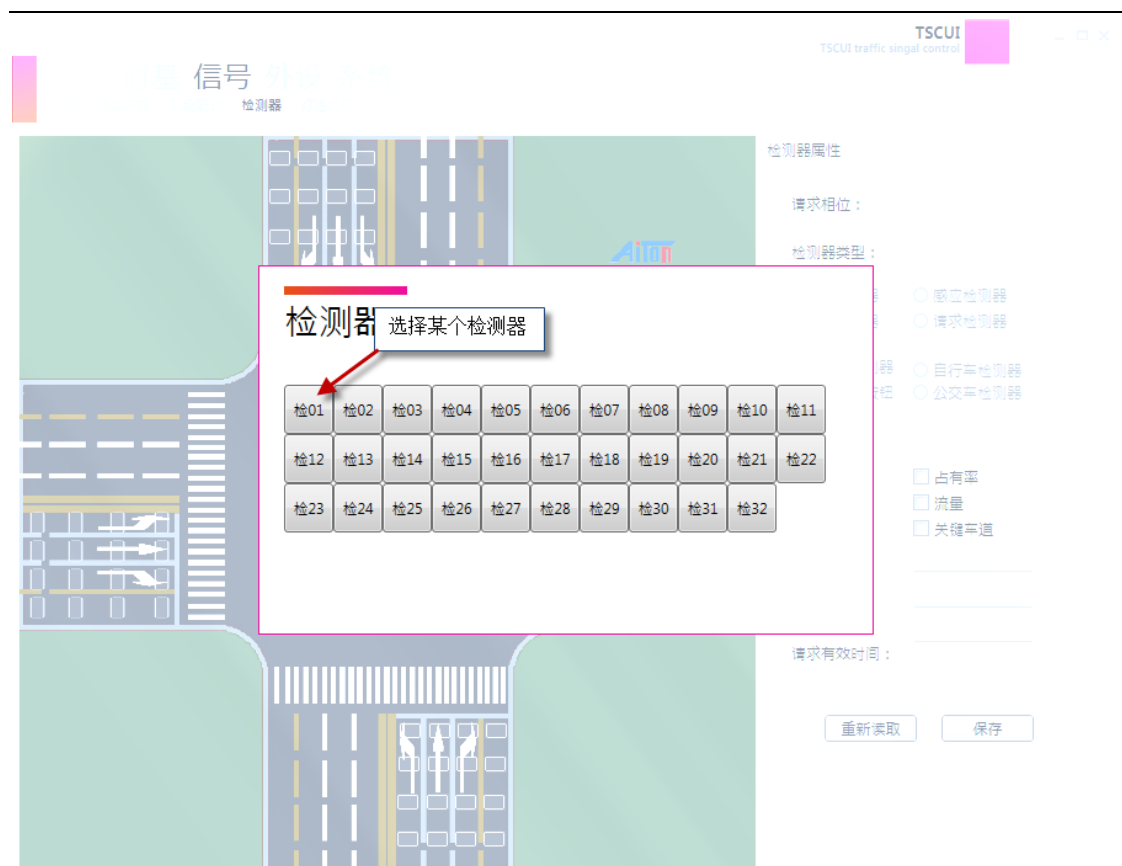 TSCUI
TSCUI traffic singal control
信号
检测器
检测器属性
请求相位：
AiTon
检测器类型：
器
感应检测器
器
请求检测器
测器
自行车检测器
按钮
公交车检测器
检测器
选择某个检测器
检01 检02 检03 检04 检05 检06 检07 检08 检09 检10 检11
检12 检13 检14 检15 检16 检17 检18 检19 检20 检21 检22
检23 检24 检25 检26 检27 检28 检29 检30 检31 检32
占有率
流量
关键车道
请求有效时间：
重新读取
保存